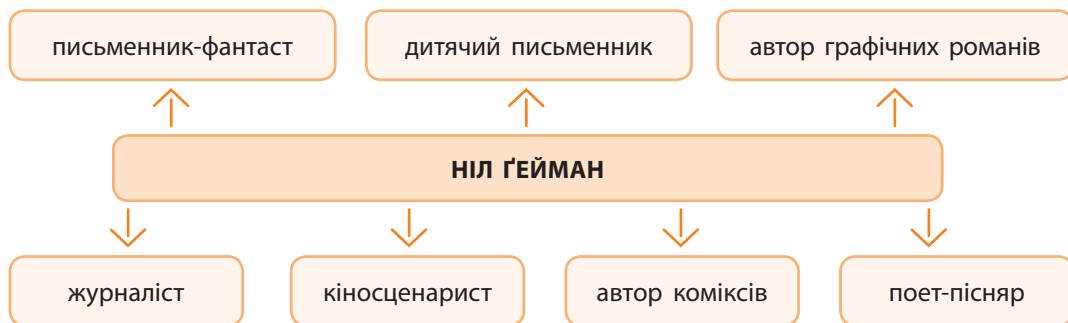 письменник-фантаст
дитячий письменник
автор графічних романів
НІЛ ҐЕЙМАН
журналіст
кіносценарист
автор коміксів
поет-пісняр